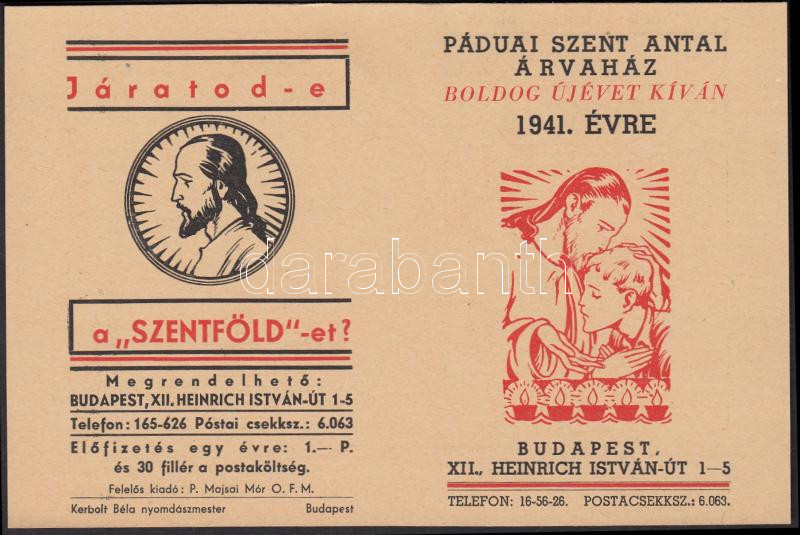 Járatod-e
a „SZENTFÖLD"-et?
Megrendelhető:
BUDAPEST, XII. HEINRICH ISTVÁN-ÚT 1-5
Telefon: 165-626 Póstai csekksz.: 6.063
Előfizetés egy évre: 1.— P.
és 30 fillér a postaköltség.
Felelős kiadó: P. Majsai Mór O. F. M.
Kerbolt Béla nyomdászmester Budapest
PÁDUAI SZENT ANTAL
ÁRVAHÁZ
BOLDOG ÚJÉVET KÍVÁN
1941. ÉVRE
BUDAPEST,
XII., HEINRICH ISTVÁN-ÚT 1—5
TELEFON: 16-56-26. POSTACSEKKSZ.: 6.063.
darabanth